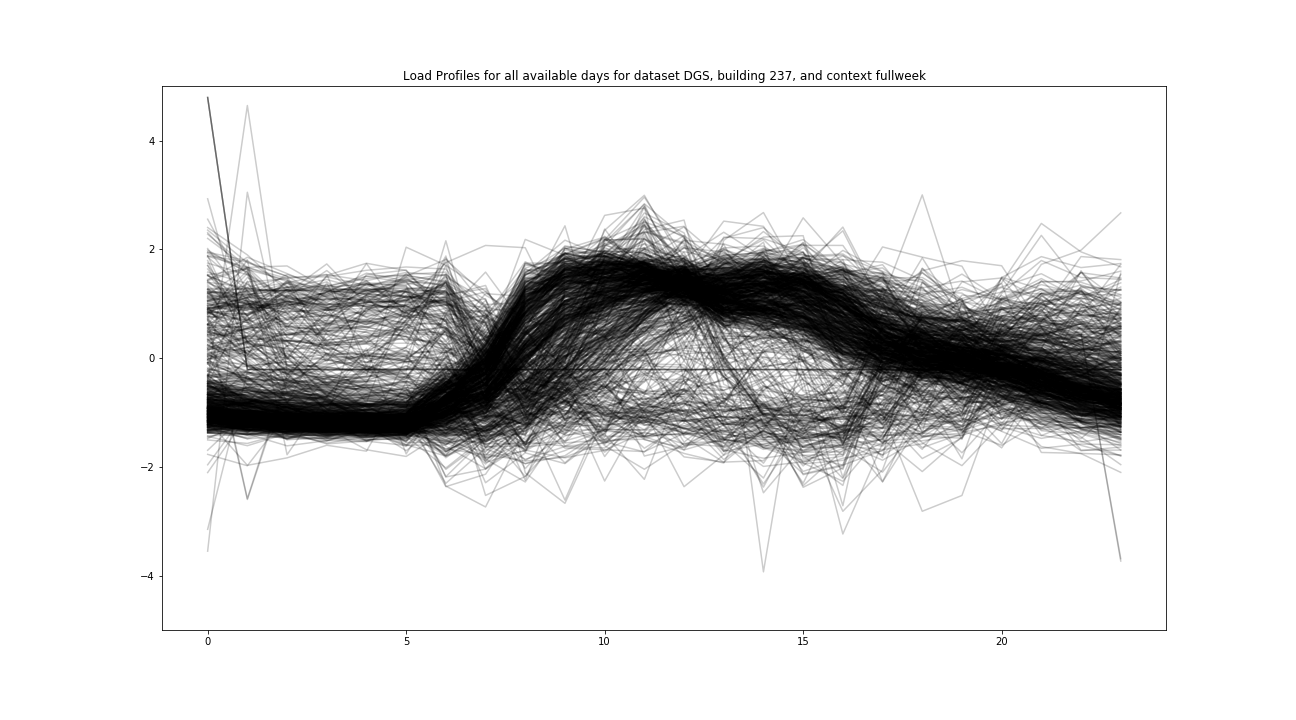 Load Profiles for all available days for dataset DGS, building 237, and context fullweek
4
2
0
−2
−4
0 5 10 15 20